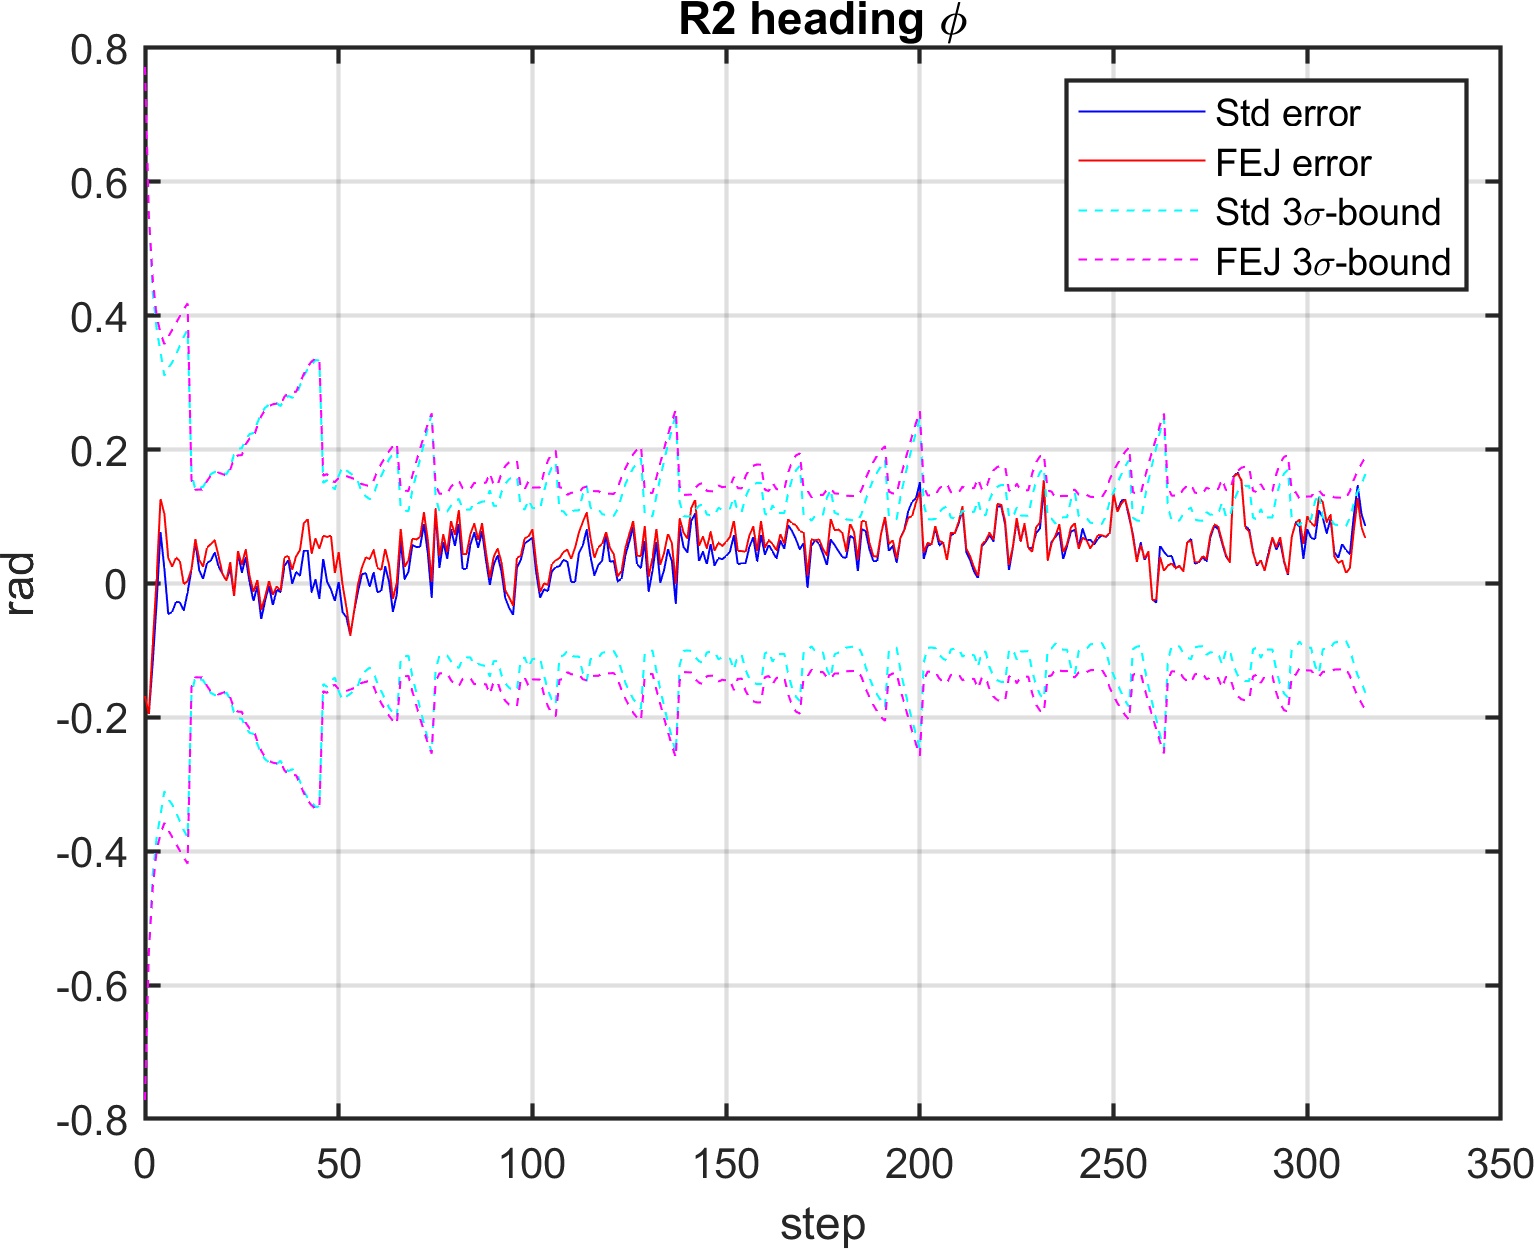 R2 heading ϕ
0.8
0.6
0.4
0.2
0
-0.2
-0.4
-0.6
-0.8
rad
Std error
FEJ error
Std 3σ-bound
FEJ 3σ-bound
0 50 100 150 200 250 300 350
step